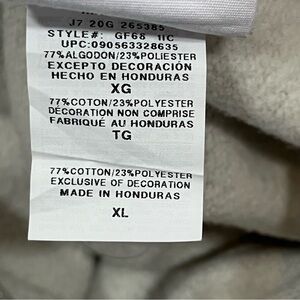 J7 20G 265385
STYLE#: GF68 IIC
UPC:090563328635
77%ALGODON/23%POLIESTER
EXCEPTO DECORACIÓN
HECHO EN HONDURAS
XG
77%COTON/23%POLYESTER
DÉCORATION NON COMPRISE
FABRIQUÉ AU HONDURAS
TG
77%COTTON/23%POLYESTER
EXCLUSIVE OF DECORATION
MADE IN HONDURAS
XL